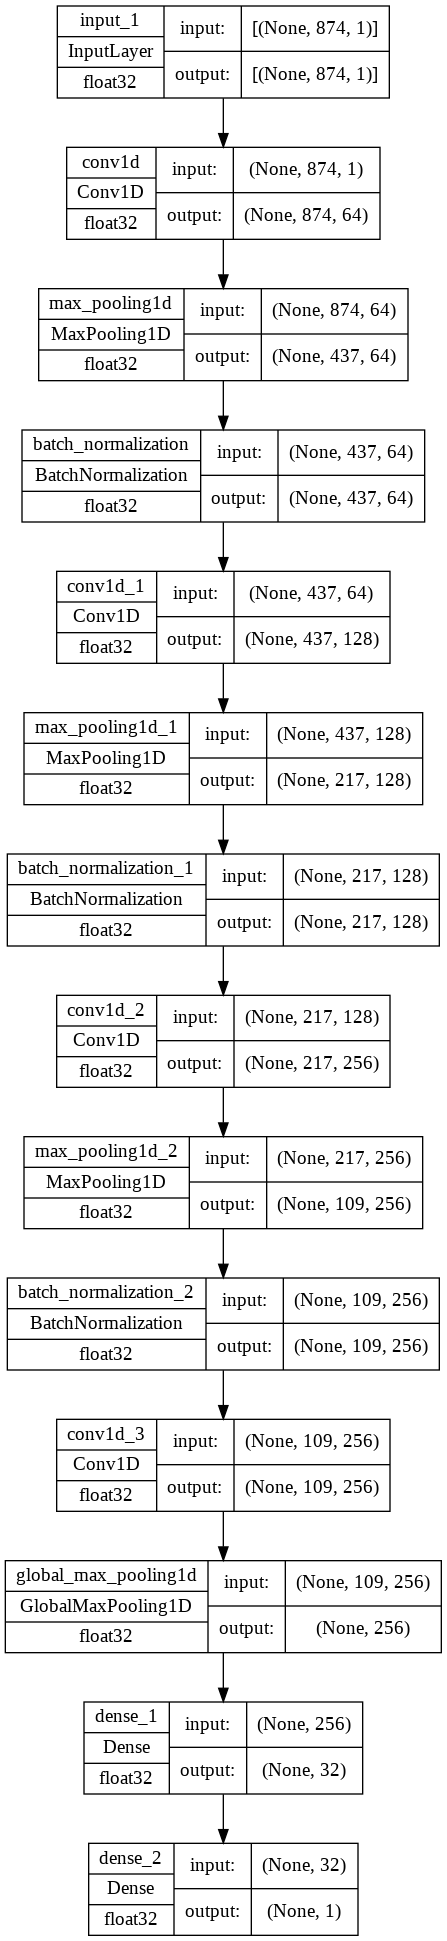 input_1 input: [(None, 874, 1)]
InputLayer
output: [(None, 874, 1)]
float32
conv1d input: (None, 874, 1)
Conv1D
output: (None, 874, 64)
float32
max_pooling1d input: (None, 874, 64)
MaxPooling1D
output: (None, 437, 64)
float32
batch_normalization input: (None, 437, 64)
BatchNormalization
output: (None, 437, 64)
float32
conv1d_1 input: (None, 437, 64)
Conv1D
output: (None, 437, 128)
float32
max_pooling1d_1 input: (None, 437, 128)
MaxPooling1D
output: (None, 217, 128)
float32
batch_normalization_1 input: (None, 217, 128)
BatchNormalization
output: (None, 217, 128)
float32
conv1d_2 input: (None, 217, 128)
Conv1D
output: (None, 217, 256)
float32
max_pooling1d_2 input: (None, 217, 256)
MaxPooling1D
output: (None, 109, 256)
float32
batch_normalization_2 input: (None, 109, 256)
BatchNormalization
output: (None, 109, 256)
float32
conv1d_3 input: (None, 109, 256)
Conv1D
output: (None, 109, 256)
float32
global_max_pooling1d input: (None, 109, 256)
GlobalMaxPooling1D
output: (None, 256)
float32
dense_1 input: (None, 256)
Dense
output: (None, 32)
float32
dense_2 input: (None, 32)
Dense
output: (None, 1)
float32